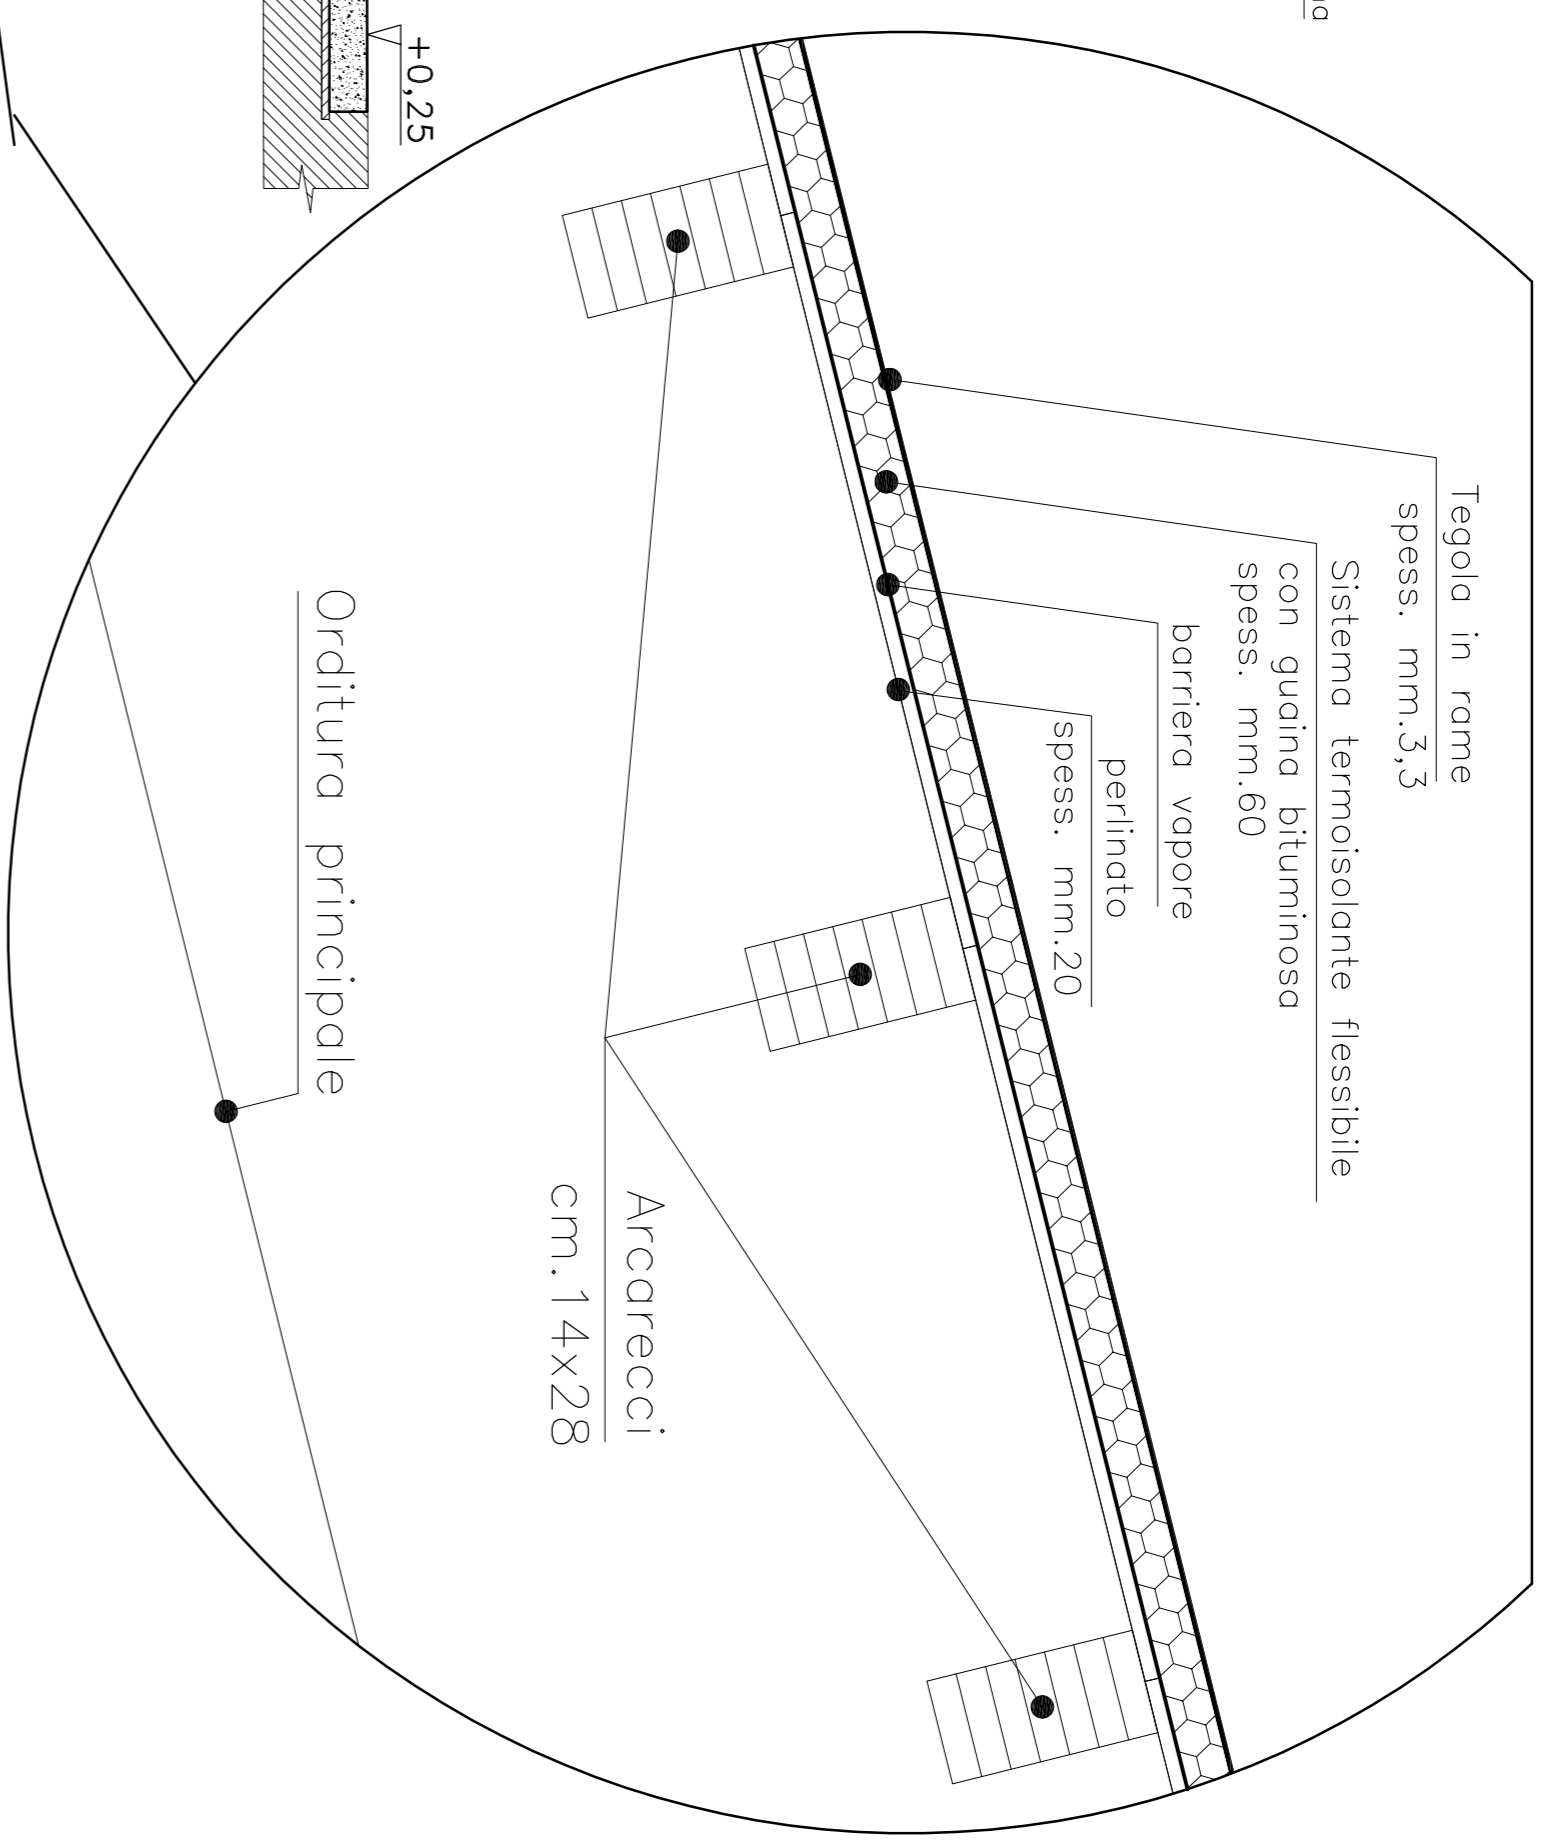 Tegola in rame
spess. mm.3,3
Sistema termoisolante flessibile
con guaina bituminosa
spess. mm.60
barriera vapore
perlinato
spess. mm.20
Arcarecci
cm.14x28
+0,25
Orditura principale